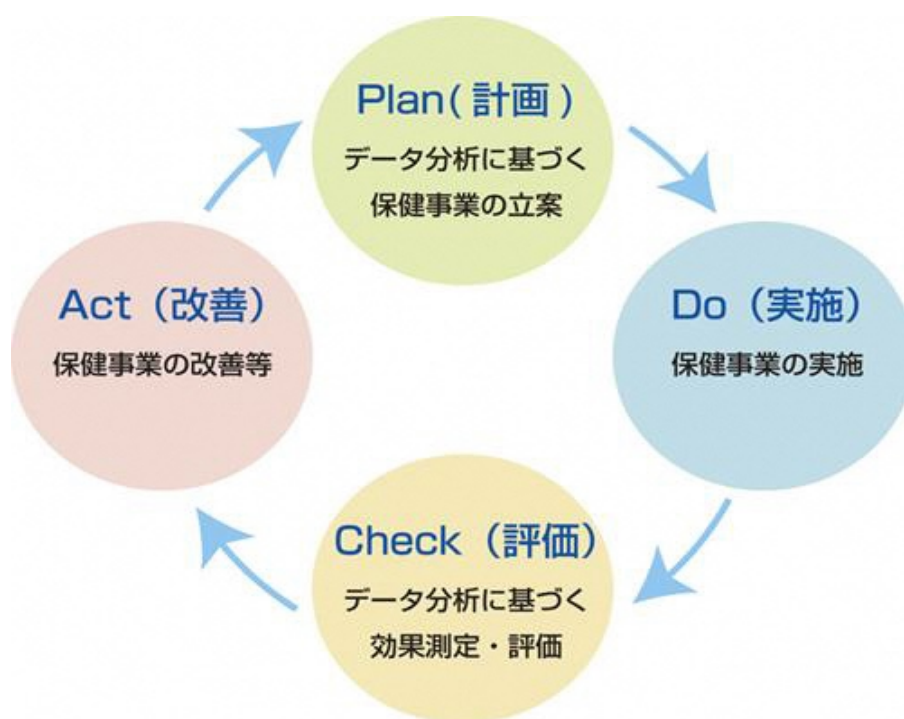 Plan(計画)
データ分析に基づく
保健事業の立案
Do（実施）
保健事業の実施
Check（評価）
データ分析に基づく
効果測定・評価
Act（改善）
保健事業の改善等